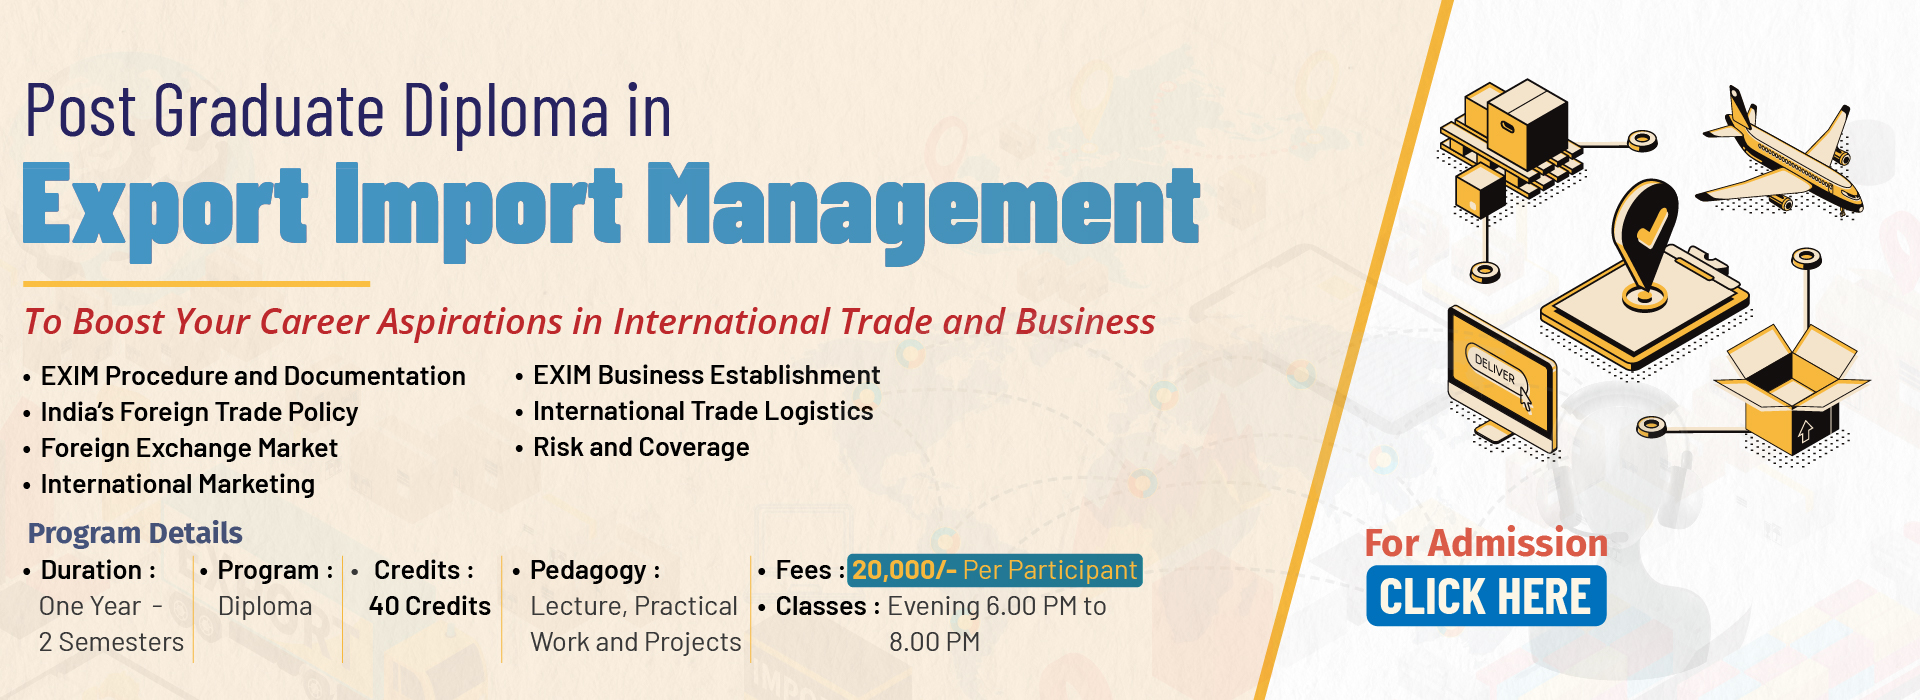 Post Graduate Diploma in
Export Import Management
To Boost Your Career Aspirations in International Trade and Business
• EXIM Procedure and Documentation
• India's Foreign Trade Policy
• Foreign Exchange Market
• International Marketing
• EXIM Business Establishment
• International Trade Logistics
• Risk and Coverage
Program Details
• Duration :
One Year -
2 Semesters
• Program :
Diploma
• Credits :
40 Credits
• Pedagogy :
Lecture, Practical
Work and Projects
• Fees : 20,000/- Per Participant
• Classes : Evening 6.00 PM to
8.00 PM
DELIVER
For Admission
CLICK HERE